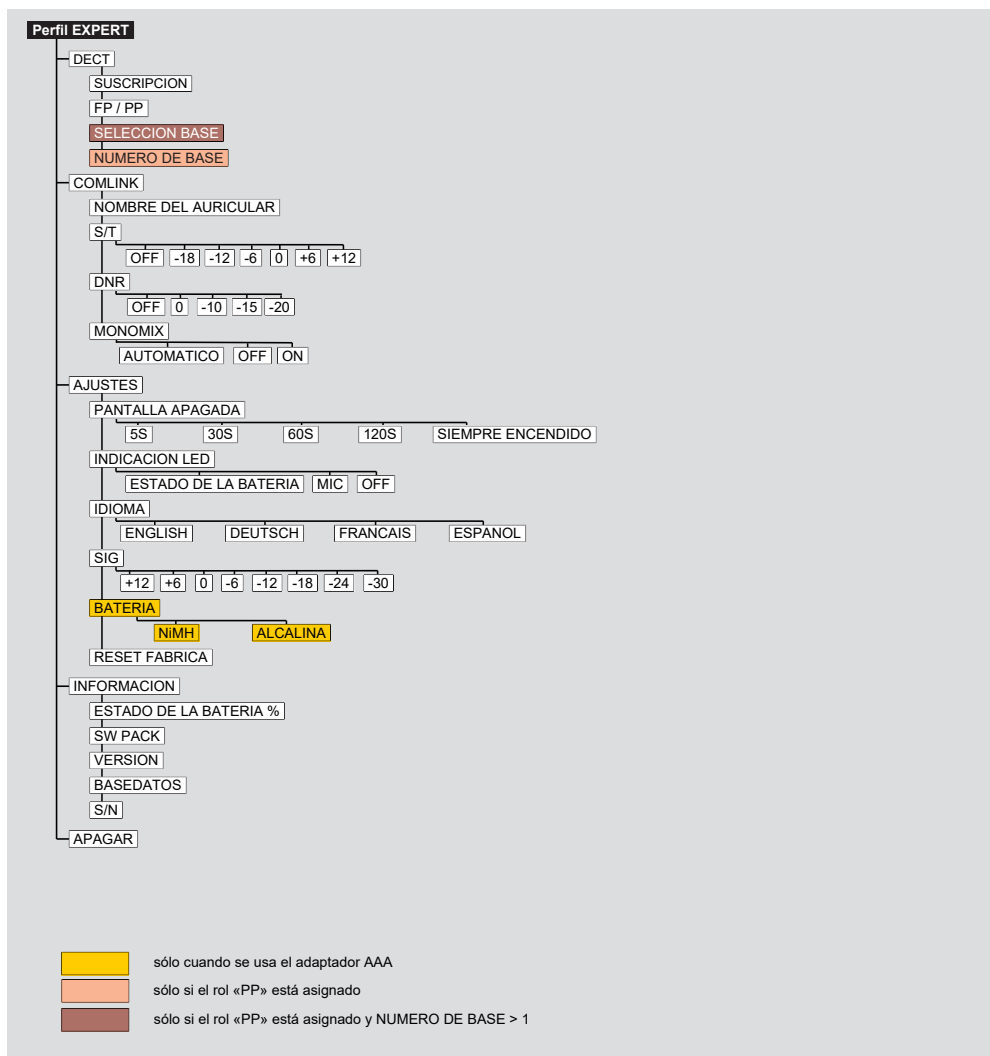 Perfil EXPERT
DECT
SUSCRIPCION
FP / PP
SELECCION BASE
NUMERO DE BASE
COMLINK
NOMBRE DEL AURICULAR
S/T
OFF -18 -12 -6 0 +6 +12
DNR
OFF 0 -10 -15 -20
MONOMIX
AUTOMATICO OFF ON
AJUSTES
PANTALLA APAGADA
5S 30S 60S 120S SIEMPRE ENCENDIDO
INDICACION LED
ESTADO DE LA BATERIA MIC OFF
IDIOMA
ENGLISH DEUTSCH FRANCAIS ESPANOL
SIG
+12 +6 0 -6 -12 -18 -24 -30
BATERIA
NiMH ALCALINA
RESET FABRICA
INFORMACION
ESTADO DE LA BATERIA %
SW PACK
VERSION
BASEDATOS
S/N
APAGAR
sólo cuando se usa el adaptador AAA
sólo si el rol «PP» está asignado
sólo si el rol «PP» está asignado y NUMERO DE BASE > 1